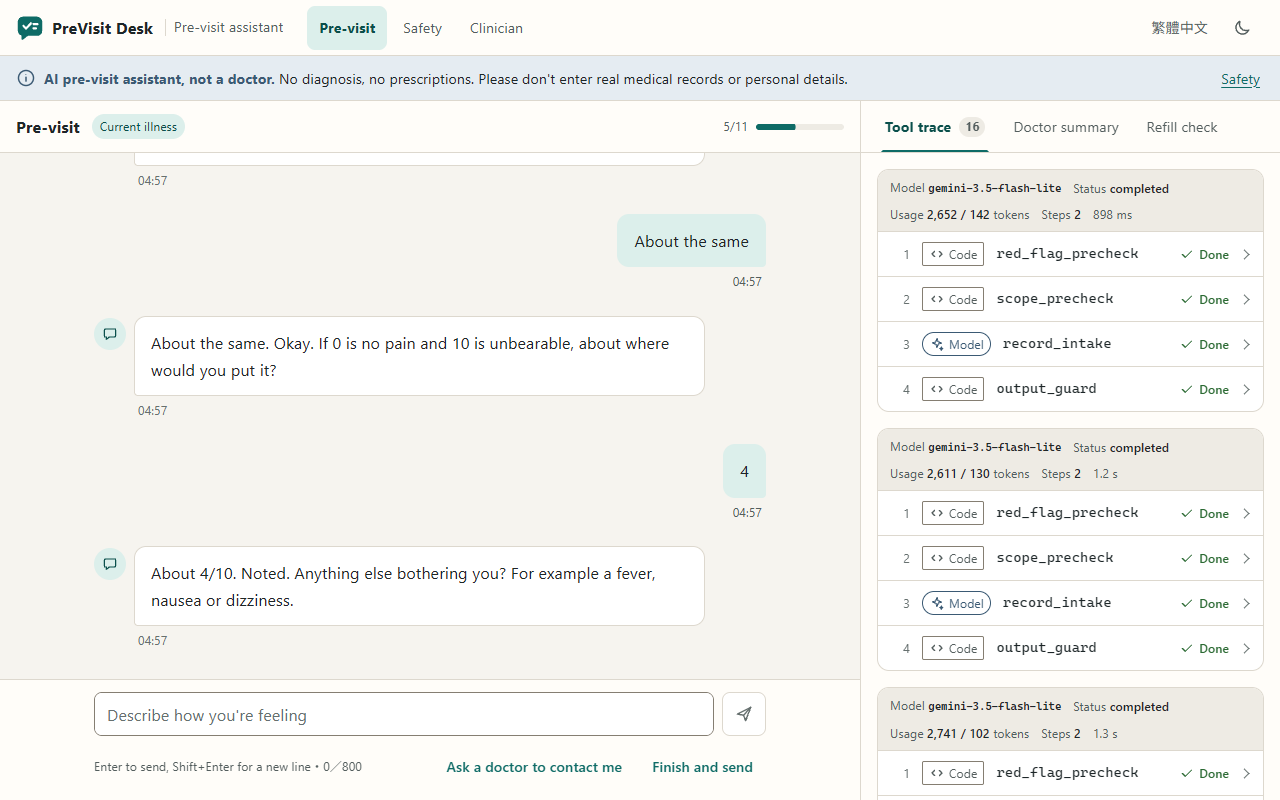 PreVisit Desk Pre-visit assistant Pre-visit Safety Clinician 繁體中文
AI pre-visit assistant, not a doctor. No diagnosis, no prescriptions. Please don't enter real medical records or personal details. Safety
Pre-visit Current illness 5/11
04:57
About the same
04:57
About the same. Okay. If 0 is no pain and 10 is unbearable, about where
would you put it?
04:57
4
04:57
About 4/10. Noted. Anything else bothering you? For example a fever,
nausea or dizziness.
04:57
Describe how you're feeling
Enter to send, Shift+Enter for a new line • 0／800 Ask a doctor to contact me Finish and send
Tool trace 16 Doctor summary Refill check
Model gemini-3.5-flash-lite Status completed
Usage 2,652 / 142 tokens Steps 2 898 ms
1 Code red_flag_precheck Done
2 Code scope_precheck Done
3 Model record_intake Done
4 Code output_guard Done
Model gemini-3.5-flash-lite Status completed
Usage 2,611 / 130 tokens Steps 2 1.2 s
1 Code red_flag_precheck Done
2 Code scope_precheck Done
3 Model record_intake Done
4 Code output_guard Done
Model gemini-3.5-flash-lite Status completed
Usage 2,741 / 102 tokens Steps 2 1.3 s
1 Code red_flag_precheck Done